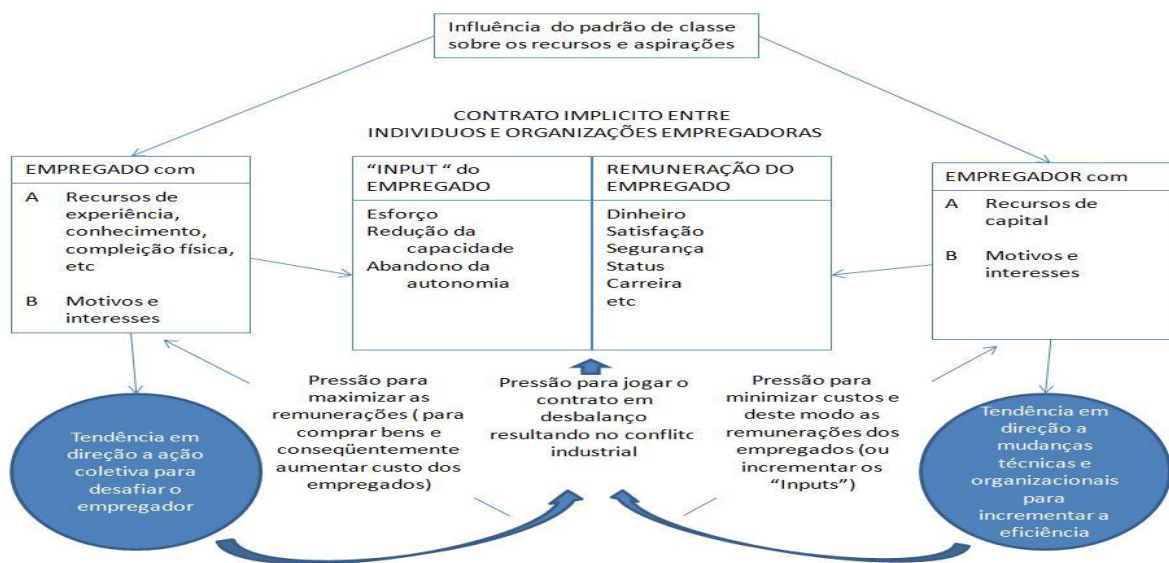 Influência do padrão de classe
sobre os recursos e aspirações
CONTRATO IMPLICITO ENTRE
INDIVIDUOS E ORGANIZAÇÕES EMPREGADORAS
EMPREGADO com
A Recursos de
experiência,
conhecimento,
compleição física,
etc
B Motivos e
interesses
“INPUT “ do
EMPREGADO
Esforço
Redução da
capacidade
Abandono da
autonomia
REMUNERAÇÃO DO
EMPREGADO
Dinheiro
Satisfação
Segurança
Status
Carreira
etc
EMPREGADOR com
A Recursos de
capital
B Motivos e
interesses
Tendência em
direção a ação
coletiva para
desafiar o
empregador
Pressão para
maximizar as
remunerações ( para
comprar bens e
conseqüentemente
aumentar custo dos
empregados)
Pressão para jogar o
contrato em
desbalanço
resultando no conflito
industrial
Pressão para
minimizar custos e
deste modo as
remunerações dos
empregados (ou
incrementar os
“Inputs”)
Tendência em
direção a
mudanças
técnicas e
organizacionais
para
incrementar a
eficiência